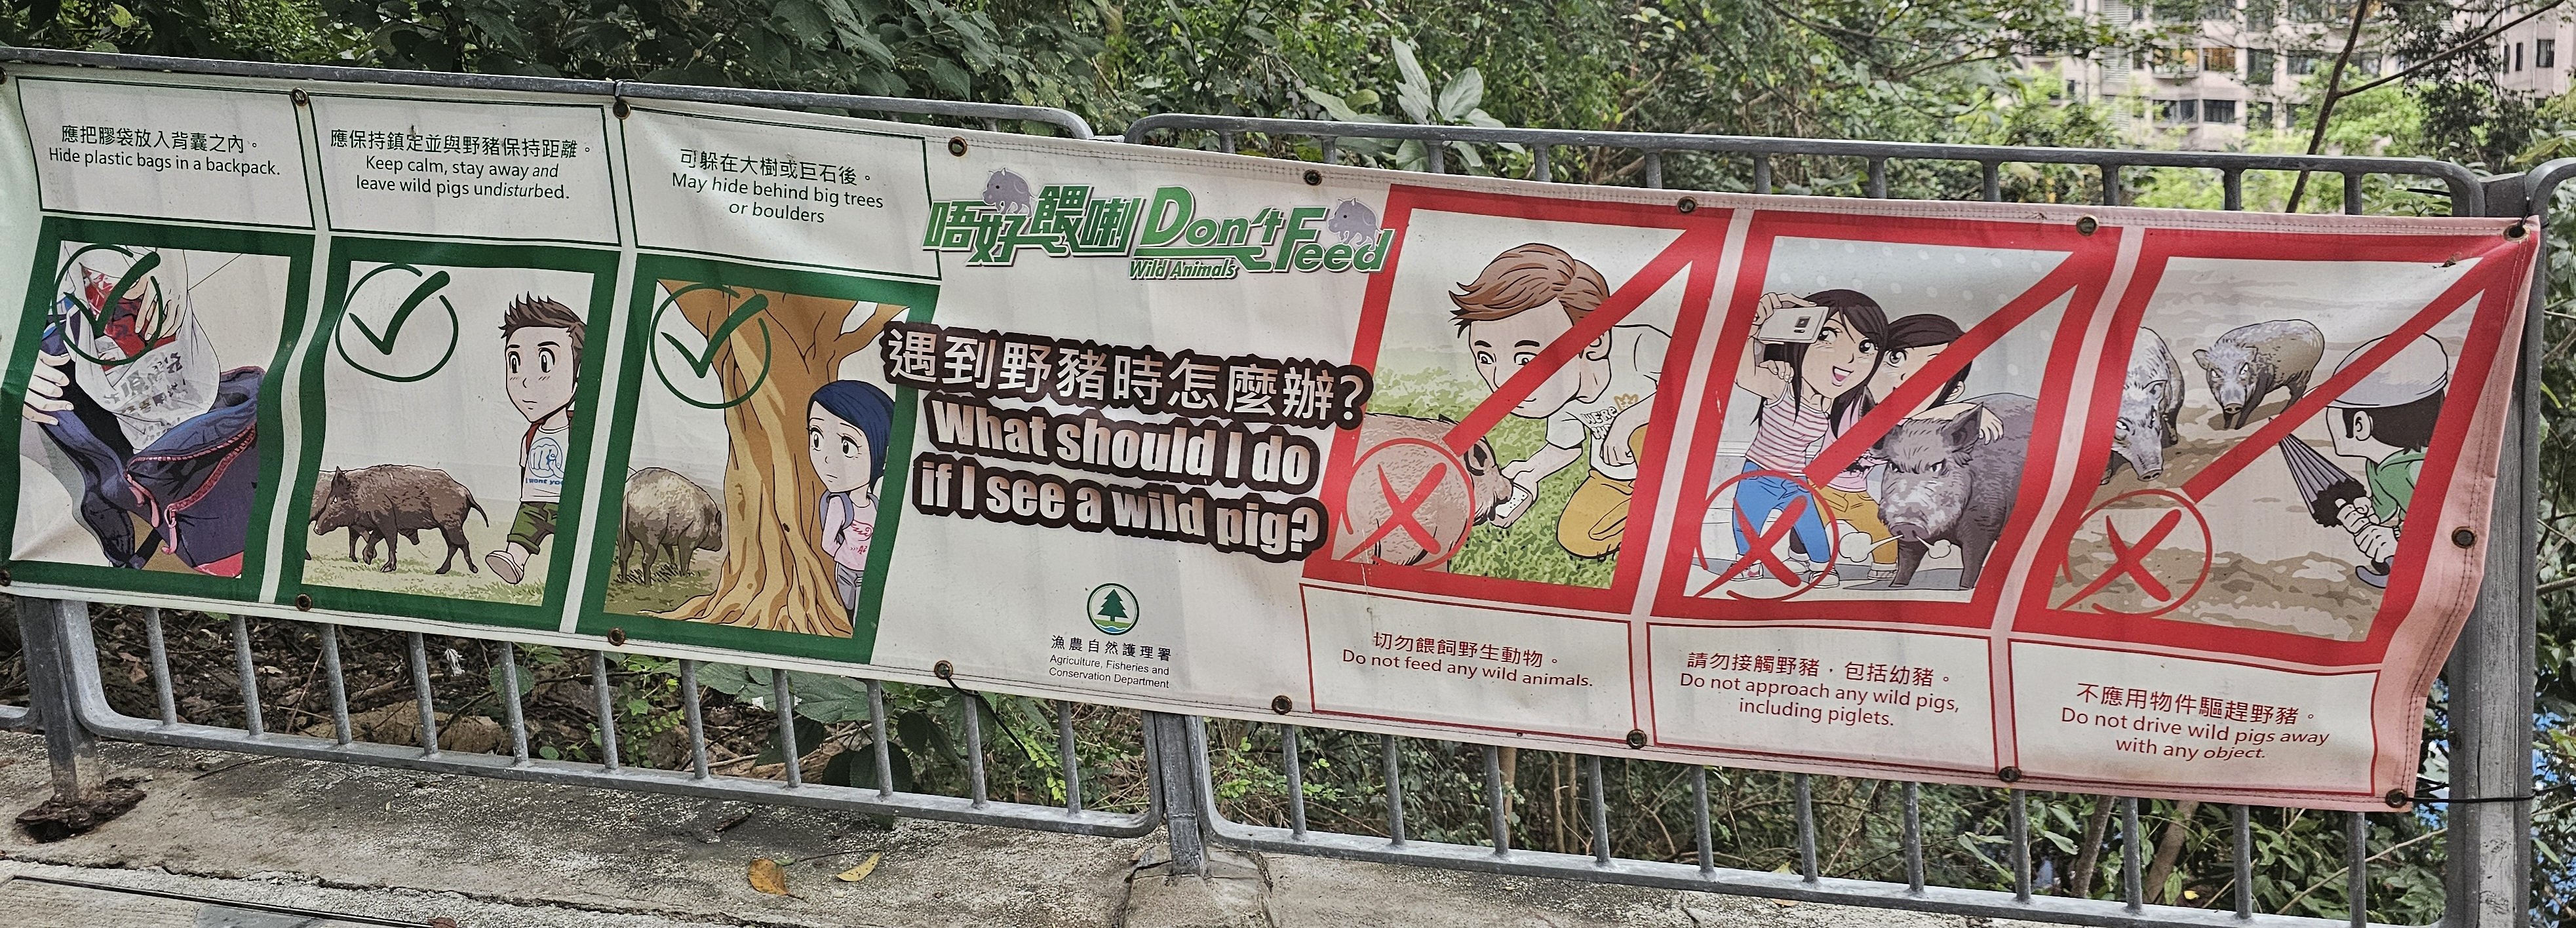 應把膠袋放入背囊之內。
Hide plastic bags in a backpack.
應保持鎮定並與野豬保持距離。
Keep calm, stay away and
leave wild pigs undisturbed.
可躲在大樹或巨石後。
May hide behind big trees
or boulders
唔好餵喇 Don't Feed
Wild Animals
遇到野豬時怎麼辦?
What should I do
if I see a wild pig?
漁農自然護理署
Agriculture, Fisheries and
Conservation Department
切勿餵飼野生動物。
Do not feed any wild animals.
請勿接觸野豬，包括幼豬。
Do not approach any wild pigs,
including piglets.
不應用物件驅趕野豬。
Do not drive wild pigs away
with any object.
I want you